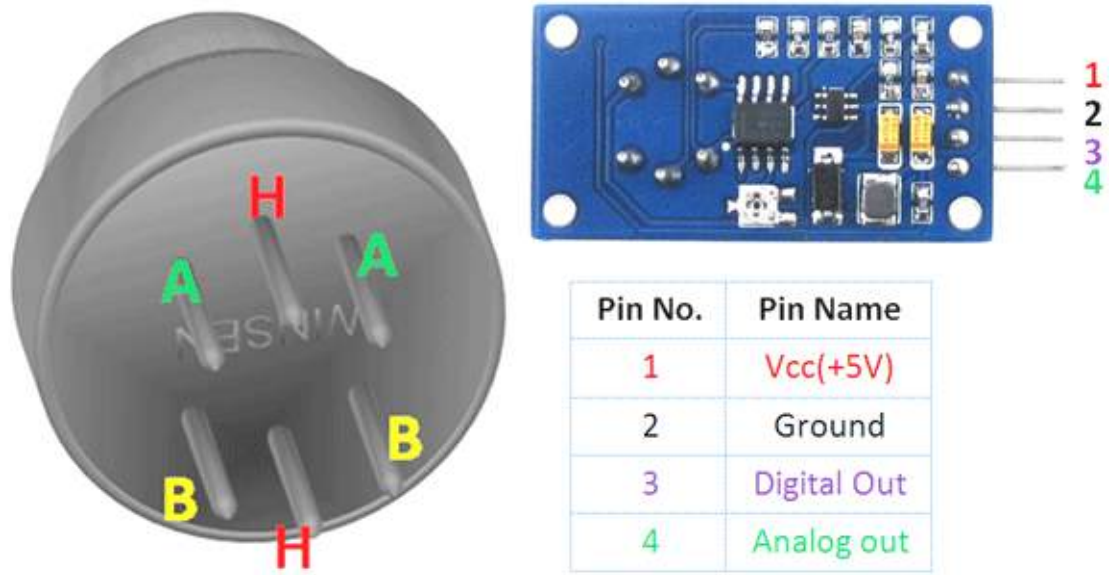 H
A
A
WINSEN
B
B
H
1
2
3
4
Pin No. Pin Name
1 Vcc(+5V)
2 Ground
3 Digital Out
4 Analog out